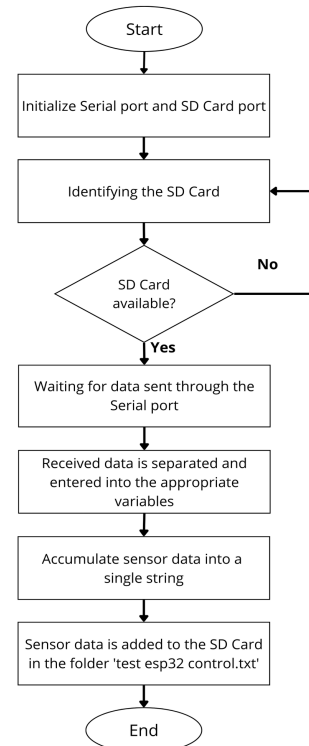 Start
Initialize Serial port and SD Card port
Identifying the SD Card
SD Card
available?
No
Yes
Waiting for data sent through the
Serial port
Received data is separated and
entered into the appropriate
variables
Accumulate sensor data into a
single string
Sensor data is added to the SD Card
in the folder 'test esp32 control.txt'
End